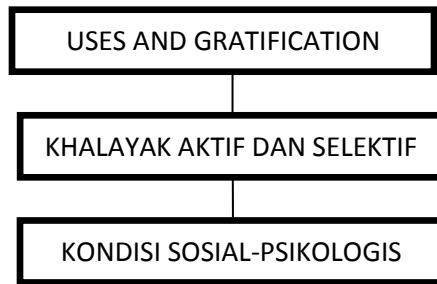 USES AND GRATIFICATION
KHALAYAK AKTIF DAN SELEKTIF
KONDISI SOSIAL-PSIKOLOGIS